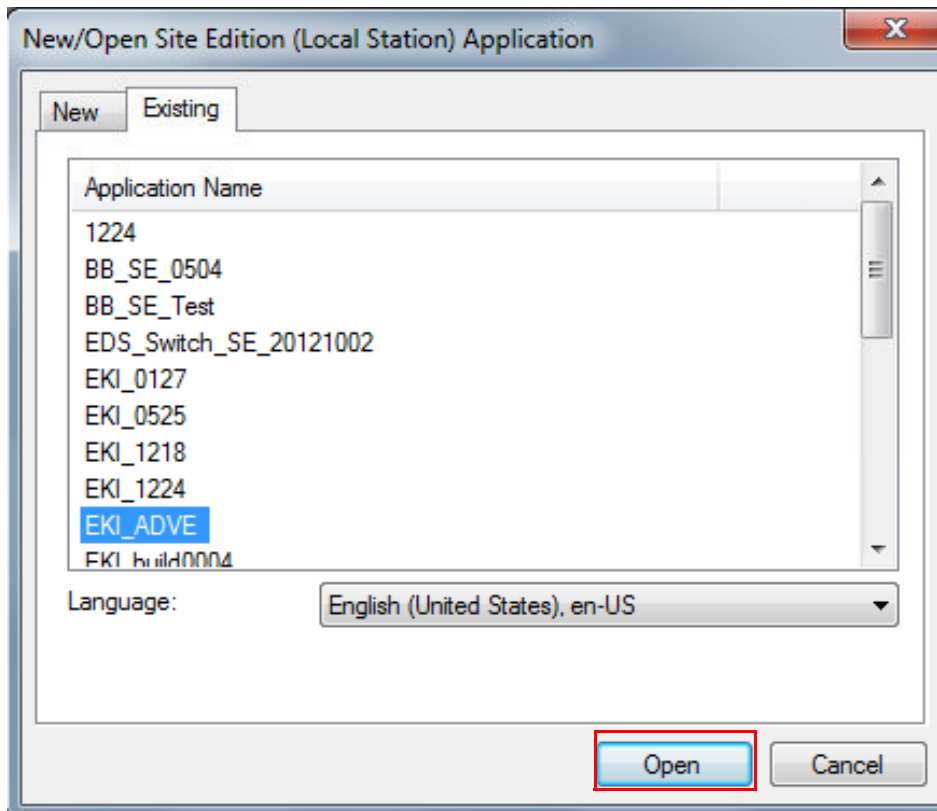 New/Open Site Edition (Local Station) Application
New
Existing
Application Name
1224
BB_SE_0504
BB_SE_Test
EDS_Switch_SE_20121002
EKI_0127
EKI_0525
EKI_1218
EKI_1224
EKI_ADVE
EKI_build0004
Language:
English (United States), en-US
Open
Cancel